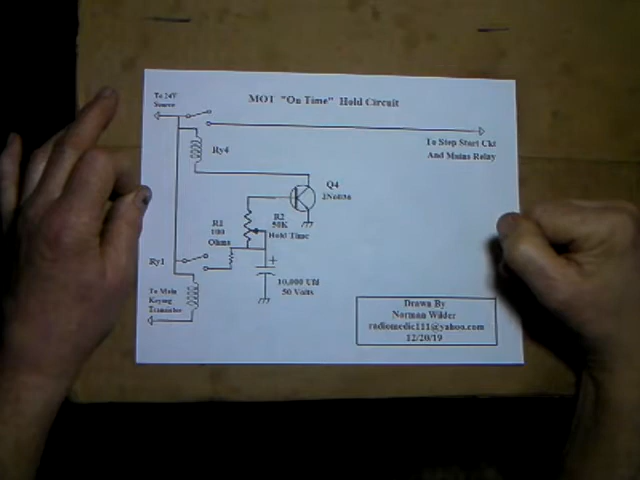 MOT "On Time" Hold Circuit
To 24V
Source
To Stop Start Ckt
And Mains Relay
Ry4
Q4
2N6036
R1
100
Ohms
R2
50K
Hold Time
Ry1
+
10,000 Ufd
50 Volts
To Main
Keying
Transistor
Drawn By
Norman Wilder
radiomedic111@yahoo.com
12/20/19